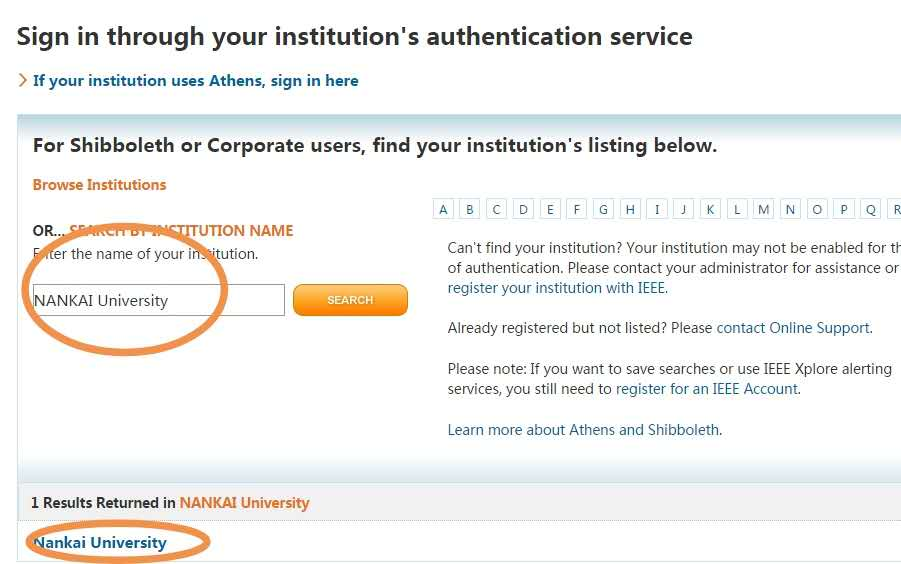 Sign in through your institution's authentication service
If your institution uses Athens, sign in here
For Shibboleth or Corporate users, find your institution's listing below.
Browse Institutions
OR... SEARCH BY INSTITUTION NAME
Enter the name of your institution.
NANKAI University
SEARCH
A B C D E F G H I J K L M N O P Q R
Can't find your institution? Your institution may not be enabled for
of authentication. Please contact your administrator for assistance or
register your institution with IEEE.
Already registered but not listed? Please contact Online Support.
Please note: If you want to save searches or use IEEE Xplore alerting
services, you still need to register for an IEEE Account.
Learn more about Athens and Shibboleth.
1 Results Returned in NANKAI University
Nankai University